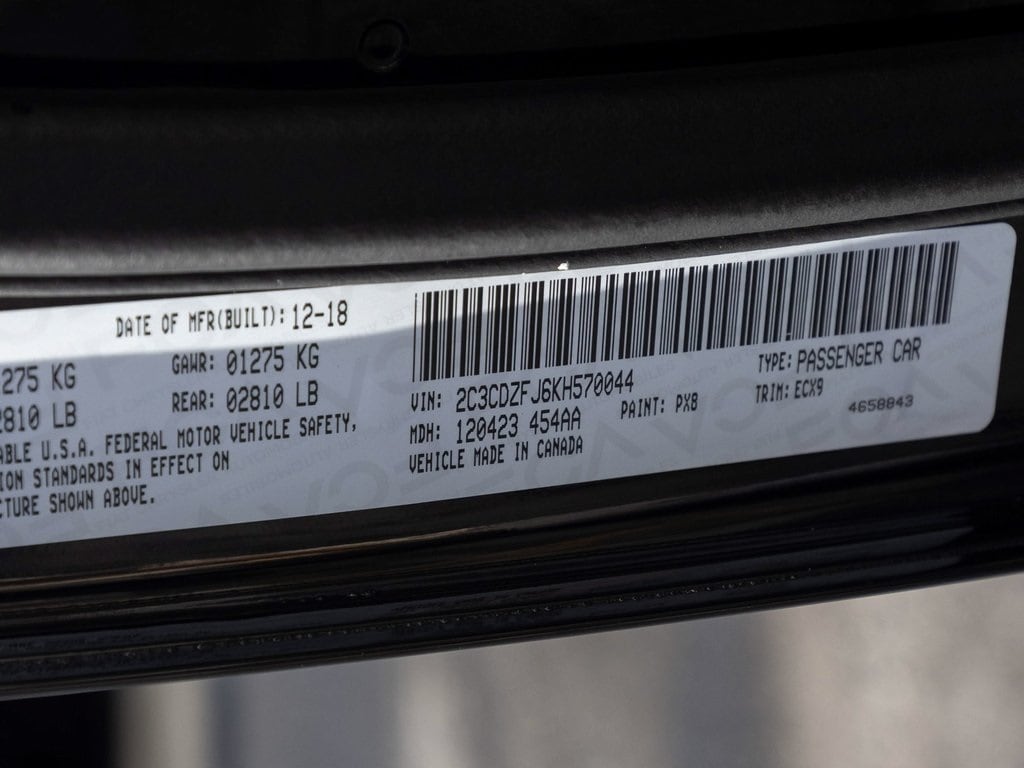 DATE OF MFR(BUILT): 12-18
275 KG GAWR: 01275 KG
2810 LB REAR: 02810 LB
ABLE U.S.A. FEDERAL MOTOR VEHICLE SAFETY,
ION STANDARDS IN EFFECT ON
CTURE SHOWN ABOVE.
VIN: 2C3CDZFJ6KH570044 TYPE: PASSENGER CAR
MDH: 120423 454AA PAINT: PX8 TRIM: ECX9
VEHICLE MADE IN CANADA 4658843